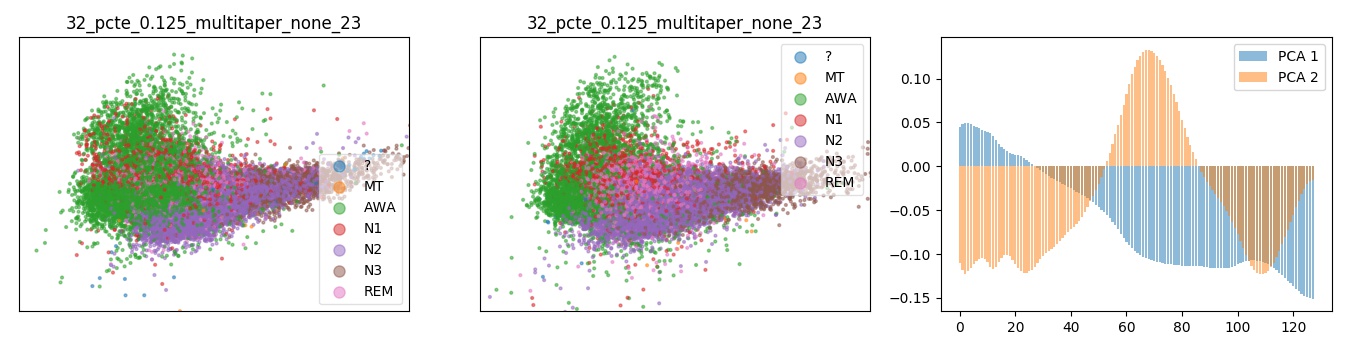 32_pcte_0.125_multitaper_none_23
?
MT
AWA
N1
N2
N3
REM
32_pcte_0.125_multitaper_none_23
?
MT
AWA
N1
N2
N3
REM
PCA 1
PCA 2
0.10
0.05
0.00
−0.05
−0.10
−0.15
0 20 40 60 80 100 120